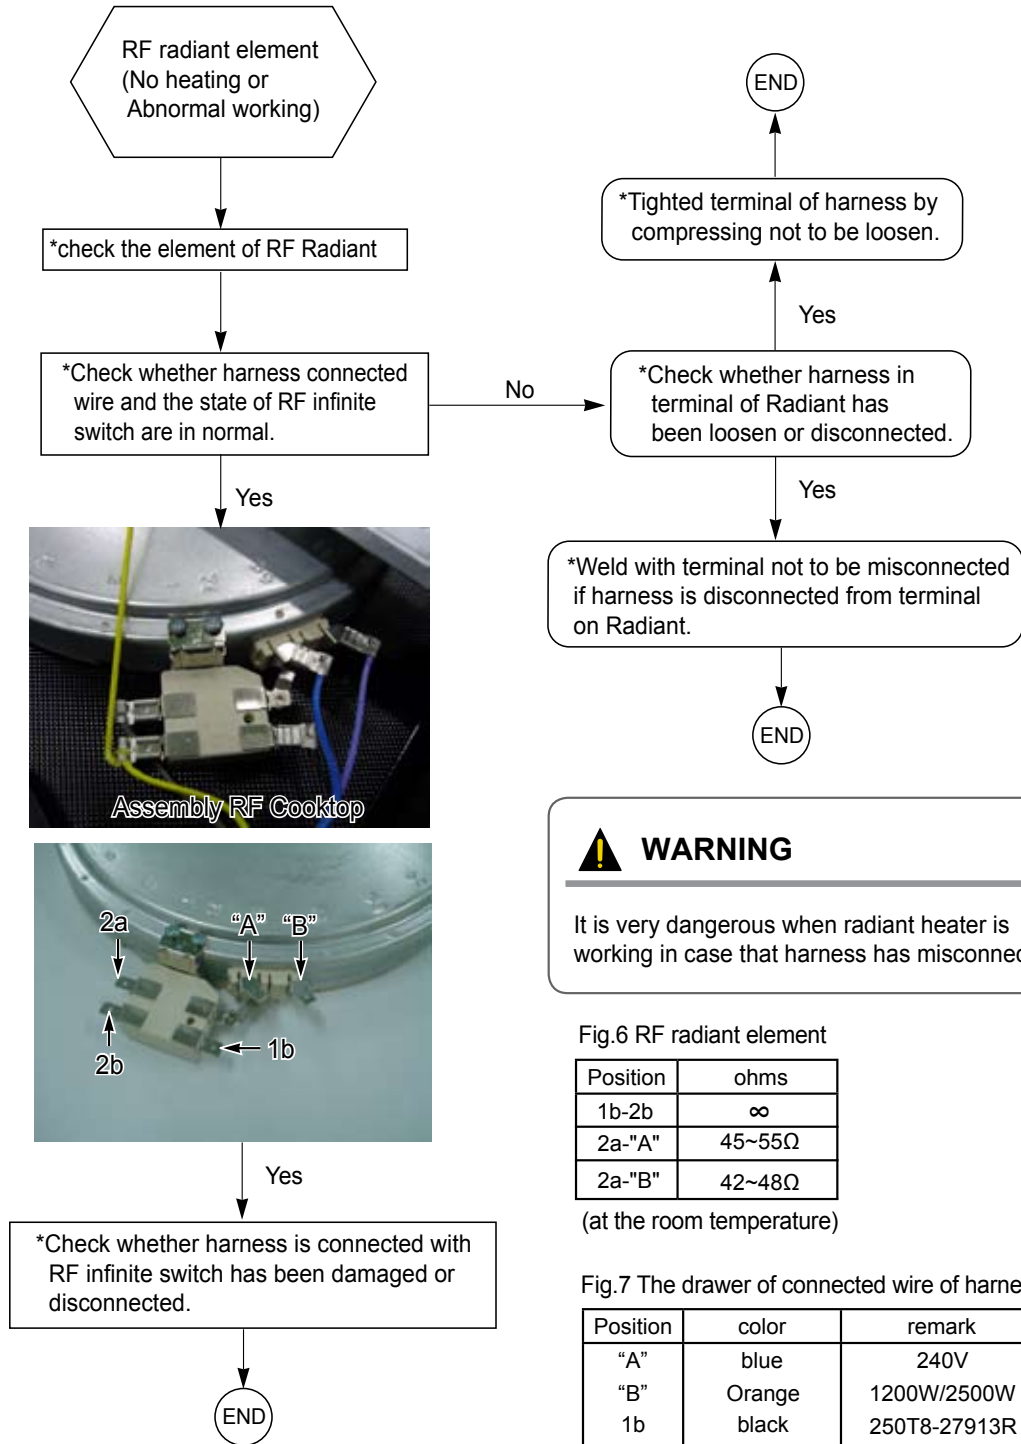 RF radiant element
(No heating or
Abnormal working)
*check the element of RF Radiant
*Check whether harness connected
wire and the state of RF infinite
switch are in normal.
No
Yes
Assembly RF Cooktop
2a
"A"
"B"
2b
1b
Yes
*Check whether harness is connected with
RF infinite switch has been damaged or
disconnected.
END
END
*Tighted terminal of harness by
compressing not to be loosen.
Yes
*Check whether harness in
terminal of Radiant has
been loosen or disconnected.
Yes
*Weld with terminal not to be misconnected
if harness is disconnected from terminal
on Radiant.
END
WARNING
It is very dangerous when radiant heater is
working in case that harness has misconnec
Fig.6 RF radiant element
Position ohms
1b-2b ∞
2a-"A" 45~55Ω
2a-"B" 42~48Ω
(at the room temperature)
Fig.7 The drawer of connected wire of harne
Position color remark
“A” blue 240V
“B” Orange 1200W/2500W
1b black 250T8-27913R